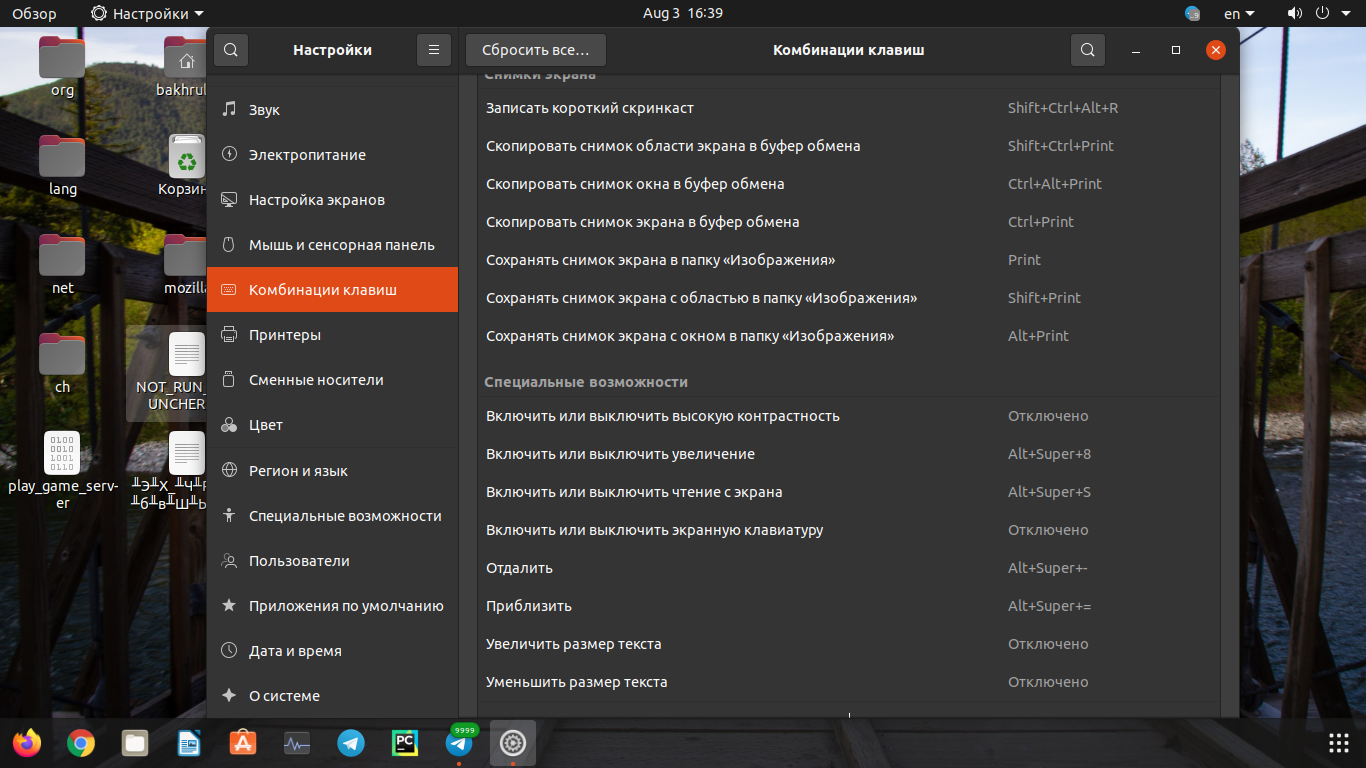 Обзор
Настройки
Aug 3 16:39
en
Настройки
Сбросить все…
Комбинации клавиш
org
bakhrul
lang
Корзин
net
mozill
ch
NOT_RUN_
UNCHER
play_game_serv-
er
Звук
Электропитание
Настройка экранов
Мышь и сенсорная панель
Комбинации клавиш
Принтеры
Сменные носители
Цвет
Регион и язык
Специальные возможности
Пользователи
Приложения по умолчанию
Дата и время
О системе
Снимки экрана
Записать короткий скринкаст Shift+Ctrl+Alt+R
Скопировать снимок области экрана в буфер обмена Shift+Ctrl+Print
Скопировать снимок окна в буфер обмена Ctrl+Alt+Print
Скопировать снимок экрана в буфер обмена Ctrl+Print
Сохранять снимок экрана в папку «Изображения» Print
Сохранять снимок экрана с областью в папку «Изображения» Shift+Print
Сохранять снимок экрана с окном в папку «Изображения» Alt+Print
Специальные возможности
Включить или выключить высокую контрастность Отключено
Включить или выключить увеличение Alt+Super+8
Включить или выключить чтение с экрана Alt+Super+S
Включить или выключить экранную клавиатуру Отключено
Отдалить Alt+Super+-
Приблизить Alt+Super+=
Увеличить размер текста Отключено
Уменьшить размер текста Отключено
PC
9999